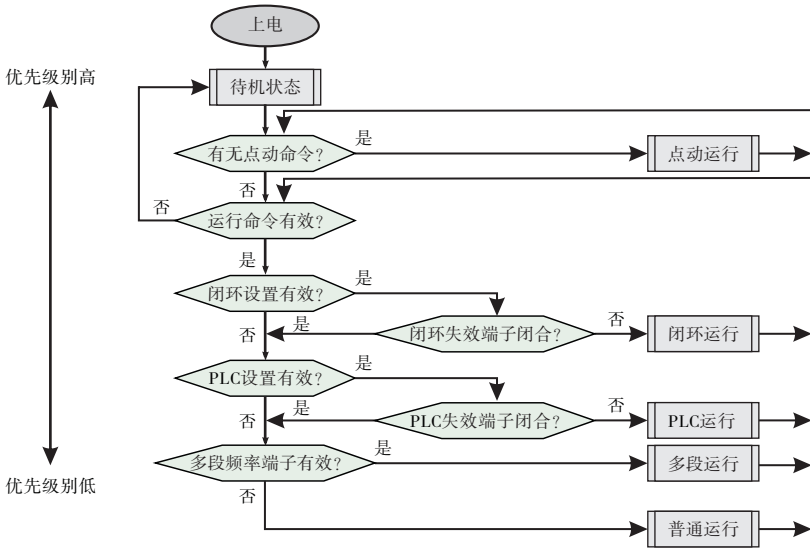 上电
优先级别高
待机状态
有无点动命令？
是
点动运行
否
否
运行命令有效？
是
闭环设置有效？
是
否
是
闭环失效端子闭合？
否
闭环运行
PLC设置有效？
是
否
是
PLC失效端子闭合？
否
PLC运行
多段频率端子有效？
是
多段运行
优先级别低
否
普通运行